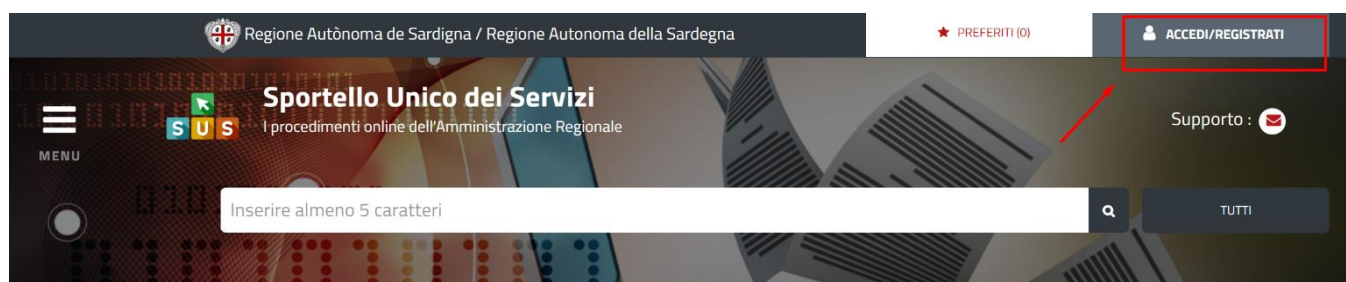 Regione Autònoma de Sardigna / Regione Autonoma della Sardegna
PREFERITI (0)
ACCEDI/REGISTRATI
MENU
SUS
Sportello Unico dei Servizi
I procedimenti online dell'Amministrazione Regionale
Supporto :
Inserire almeno 5 caratteri
TUTTI